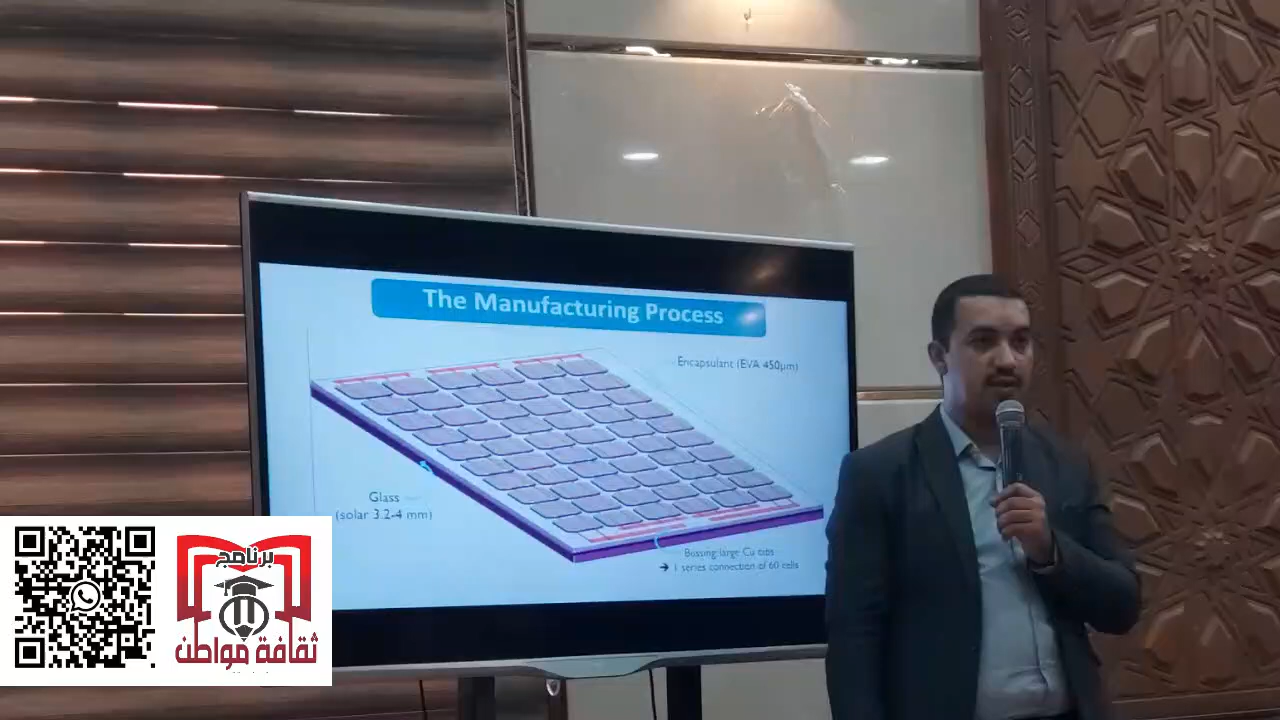 The Manufacturing Process
Encapsulant (EVA 450µm)
Glass
(solar 3.2-4 mm)
Bussing:large Cu tabs
➔ 1 series connection of 60 cells
برنامج
ثقافة مواطن